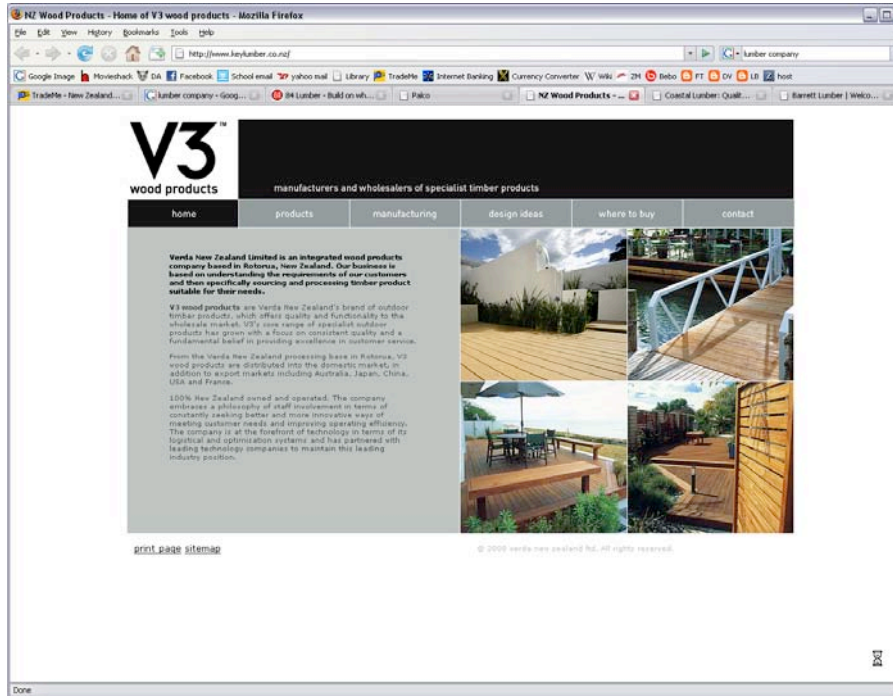 NZ Wood Products - Home of V3 wood products - Mozilla Firefox
File Edit View History Bookmarks Tools Help
http://www.keylumber.co.nz/
lumber company
Google Image Movieshack DA Facebook School email yahoo mail Library TradeMe Internet Banking Currency Converter Wiki ZM Bebo FT DV LB host
TradeMe - New Zealand... lumber company - Goog... 84 Lumber - Build on wh... Palco NZ Wood Products - ... Coastal Lumber: Qualit... Barrett Lumber | Welco...
V3™
wood products
manufacturers and wholesalers of specialist timber products
home products manufacturing design ideas where to buy contact
Verda New Zealand Limited is an integrated wood products
company based in Rotorua, New Zealand. Our business is
based on understanding the requirements of our customers
and then specifically sourcing and processing timber product
suitable for their needs.
V3 wood products are Verda New Zealand's brand of outdoor
timber products, which offers quality and functionality to the
wholesale market. V3's core range of specialist outdoor
products has grown with a focus on consistent quality and a
fundamental belief in providing excellence in customer service.
From the Verda New Zealand processing base in Rotorua, V3
wood products are distributed into the domestic market, in
addition to export markets including Australia, Japan, China,
USA and France.
100% New Zealand owned and operated. The company
embraces a philosophy of staff involvement in terms of
constantly seeking better and more innovative ways of
meeting customer needs and improving operating efficiency.
The company is at the forefront of technology in terms of its
logistical and optimization systems and has partnered with
leading technology companies to maintain this leading
industry position.
print page sitemap
© 2008 verda new zealand ltd. All rights reserved.
Done